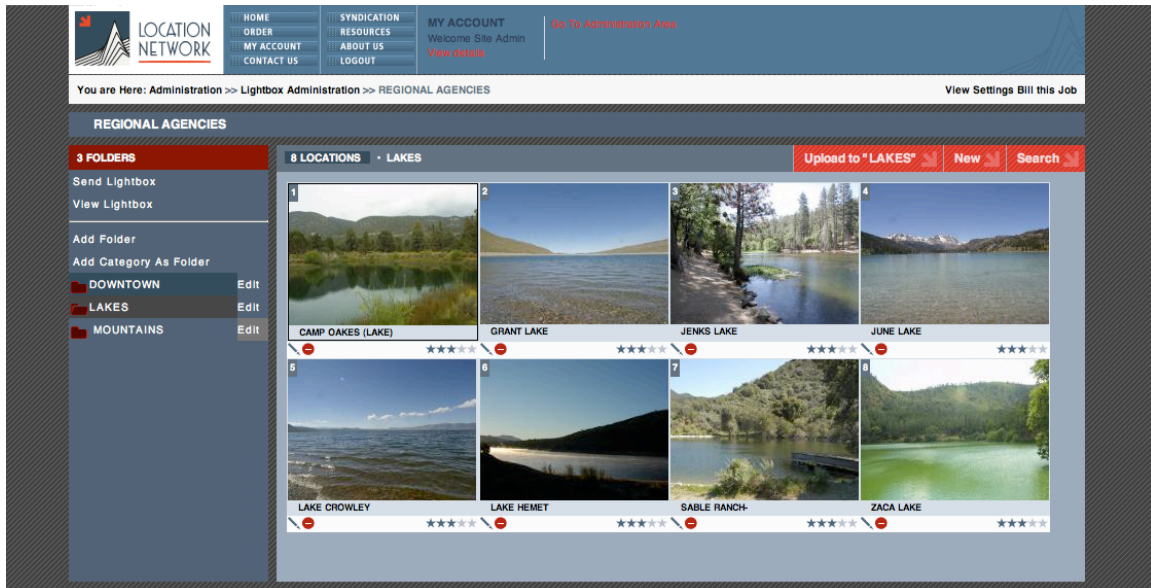 LOCATION
NETWORK
HOME
ORDER
MY ACCOUNT
CONTACT US
SYNDICATION
RESOURCES
ABOUT US
LOGOUT
MY ACCOUNT
Welcome Site Admin
View details
Go To Administration Area
You are Here: Administration >> Lightbox Administration >> REGIONAL AGENCIES
View Settings Bill this Job
REGIONAL AGENCIES
3 FOLDERS
Send Lightbox
View Lightbox
Add Folder
Add Category As Folder
DOWNTOWN Edit
LAKES Edit
MOUNTAINS Edit
8 LOCATIONS · LAKES
Upload to "LAKES" New Search
1 2 3 4
CAMP OAKES (LAKE) GRANT LAKE JENKS LAKE JUNE LAKE
5 6 7 8
LAKE CROWLEY LAKE HEMET SABLE RANCH- ZACA LAKE